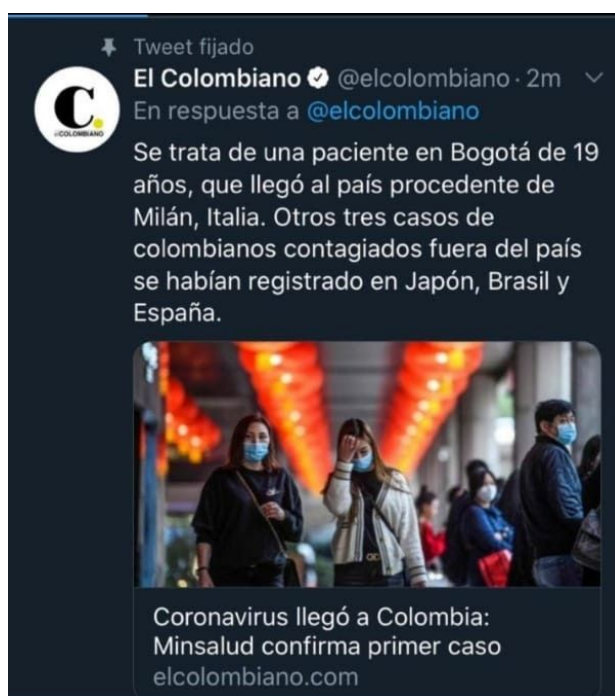 Tweet fijado
El Colombiano @elcolombiano · 2m
En respuesta a @elcolombiano
C.
EL COLOMBIANO
Se trata de una paciente en Bogotá de 19
años, que llegó al país procedente de
Milán, Italia. Otros tres casos de
colombianos contagiados fuera del país
se habían registrado en Japón, Brasil y
España.
Coronavirus llegó a Colombia:
Minsalud confirma primer caso
elcolombiano.com